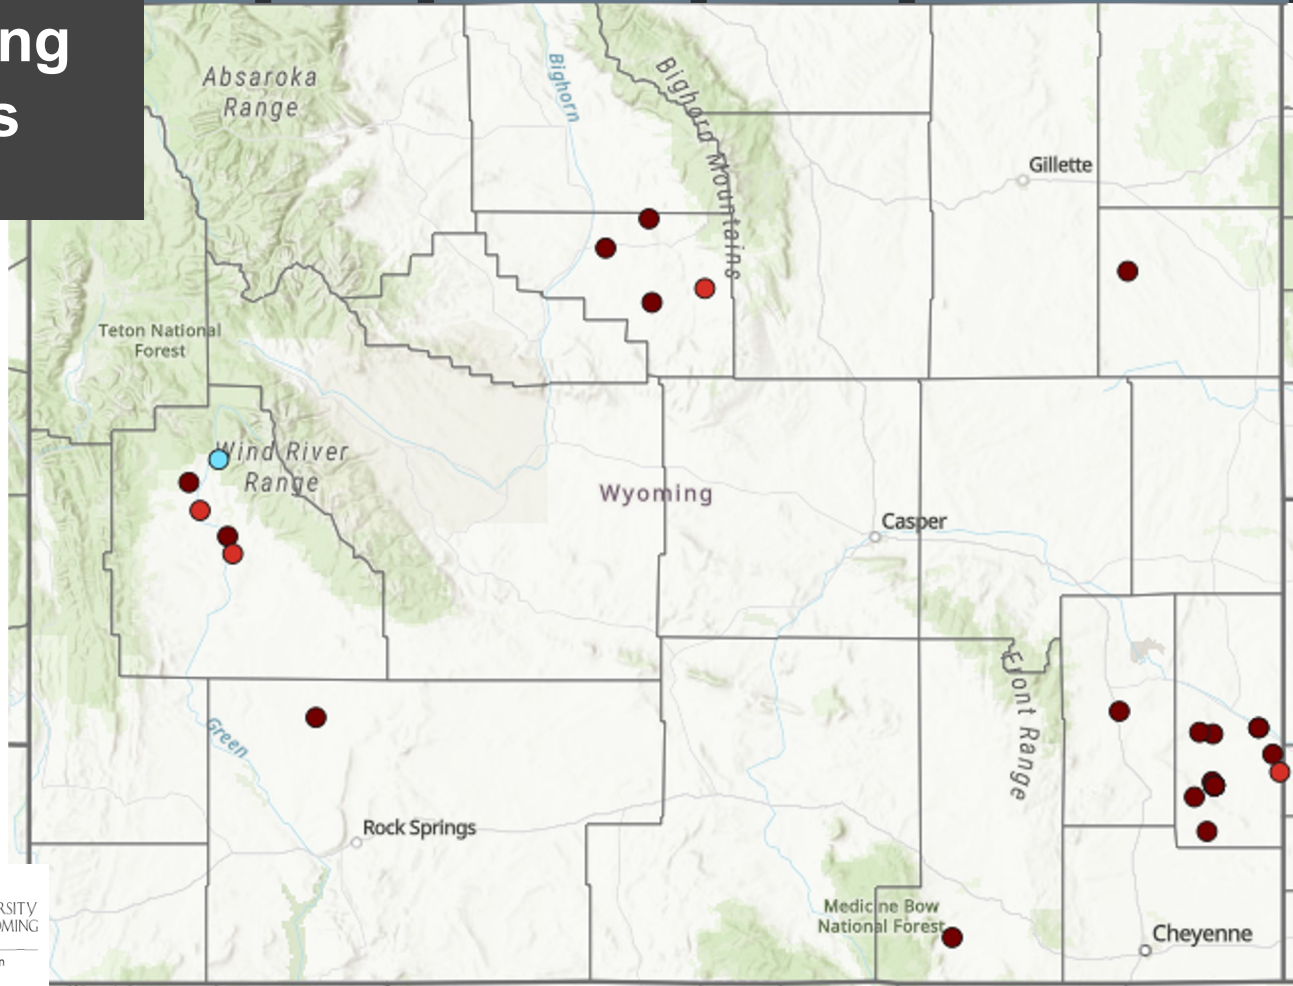 ng
s
Absaroka
Range
Bighorn
Bighorn Mountains
Gillette
Teton National
Forest
Wind River
Range
Wyoming
Casper
Front Range
Green
Rock Springs
Medicine Bow
National Forest
Cheyenne
RSITY
OMING
n